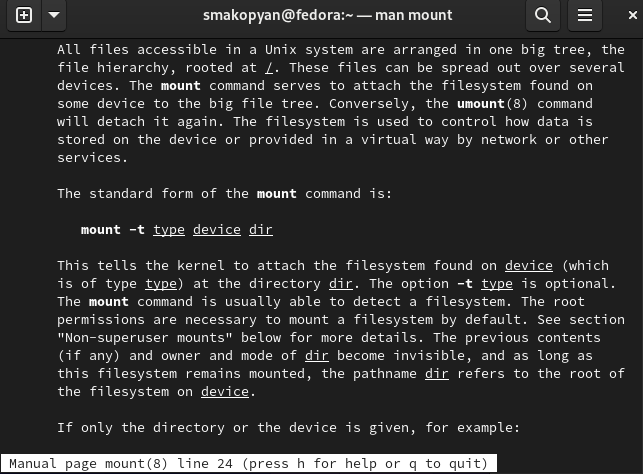 smakopyan@fedora:~ — man mount
All files accessible in a Unix system are arranged in one big tree, the
file hierarchy, rooted at /. These files can be spread out over several
devices. The mount command serves to attach the filesystem found on
some device to the big file tree. Conversely, the umount(8) command
will detach it again. The filesystem is used to control how data is
stored on the device or provided in a virtual way by network or other
services.
The standard form of the mount command is:
mount -t type device dir
This tells the kernel to attach the filesystem found on device (which
is of type type) at the directory dir. The option -t type is optional.
The mount command is usually able to detect a filesystem. The root
permissions are necessary to mount a filesystem by default. See section
"Non-superuser mounts" below for more details. The previous contents
(if any) and owner and mode of dir become invisible, and as long as
this filesystem remains mounted, the pathname dir refers to the root of
the filesystem on device.
If only the directory or the device is given, for example:
Manual page mount(8) line 24 (press h for help or q to quit)